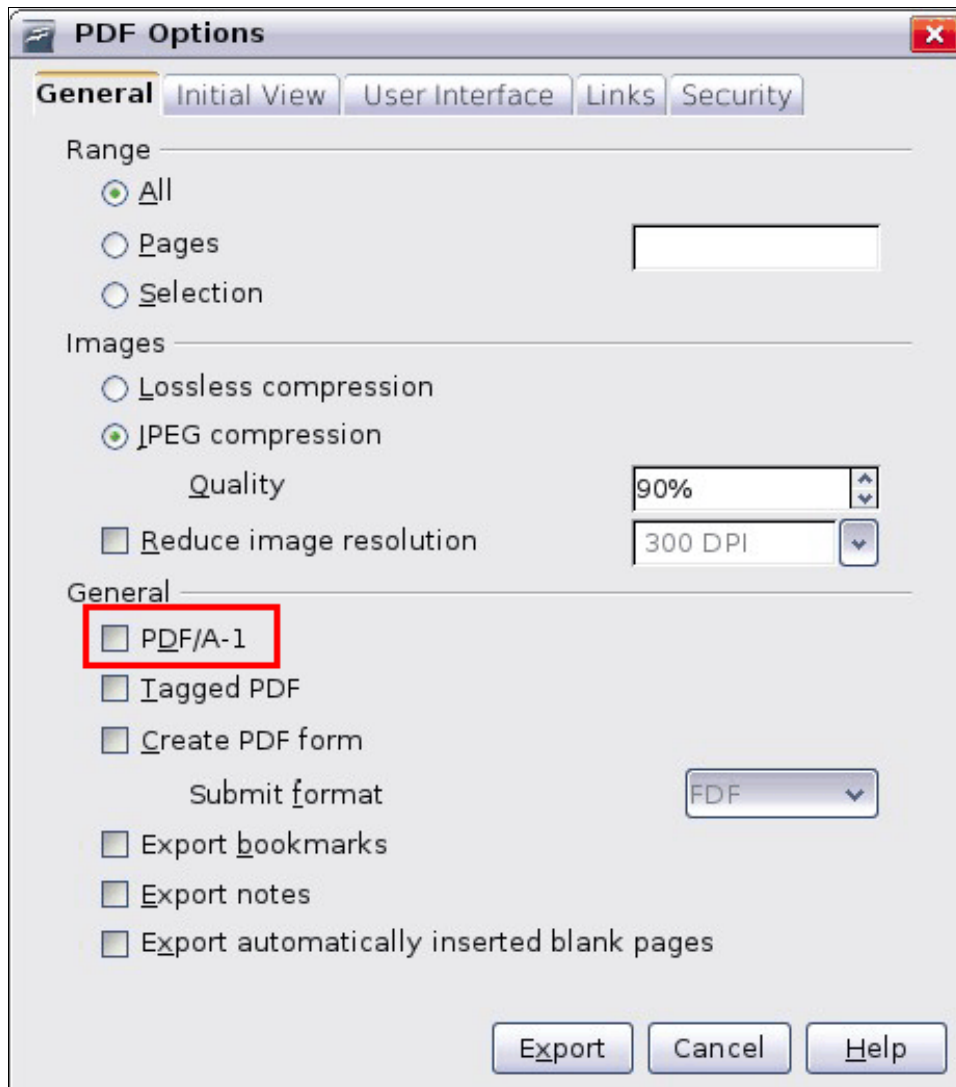 PDF Options
General Initial View User Interface Links Security
Range
All
Pages
Selection
Images
Lossless compression
JPEG compression
Quality 90%
Reduce image resolution 300 DPI
General
PDF/A-1
Tagged PDF
Create PDF form
Submit format FDF
Export bookmarks
Export notes
Export automatically inserted blank pages
Export Cancel Help